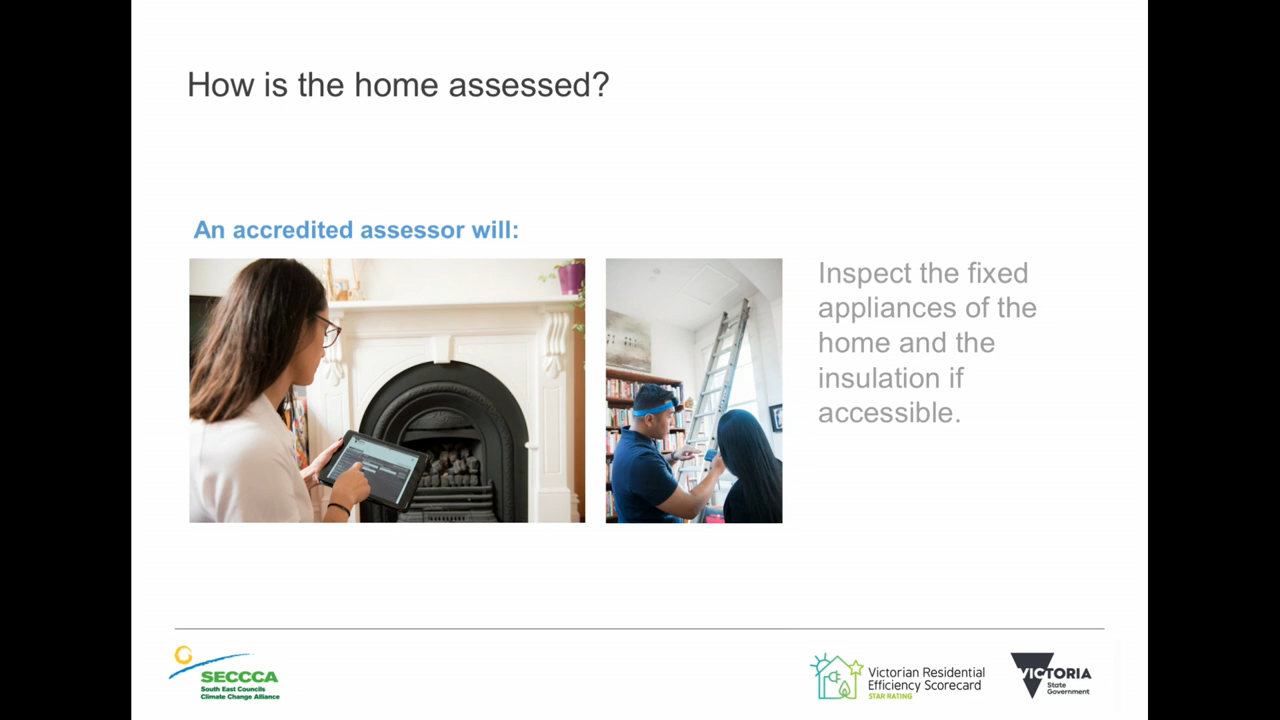 How is the home assessed?
An accredited assessor will:
Inspect the fixed
appliances of the
home and the
insulation if
accessible.
SECCCA
South East Councils
Climate Change Alliance
Victorian Residential
Efficiency Scorecard
STAR RATING
VICTORIA
State
Government